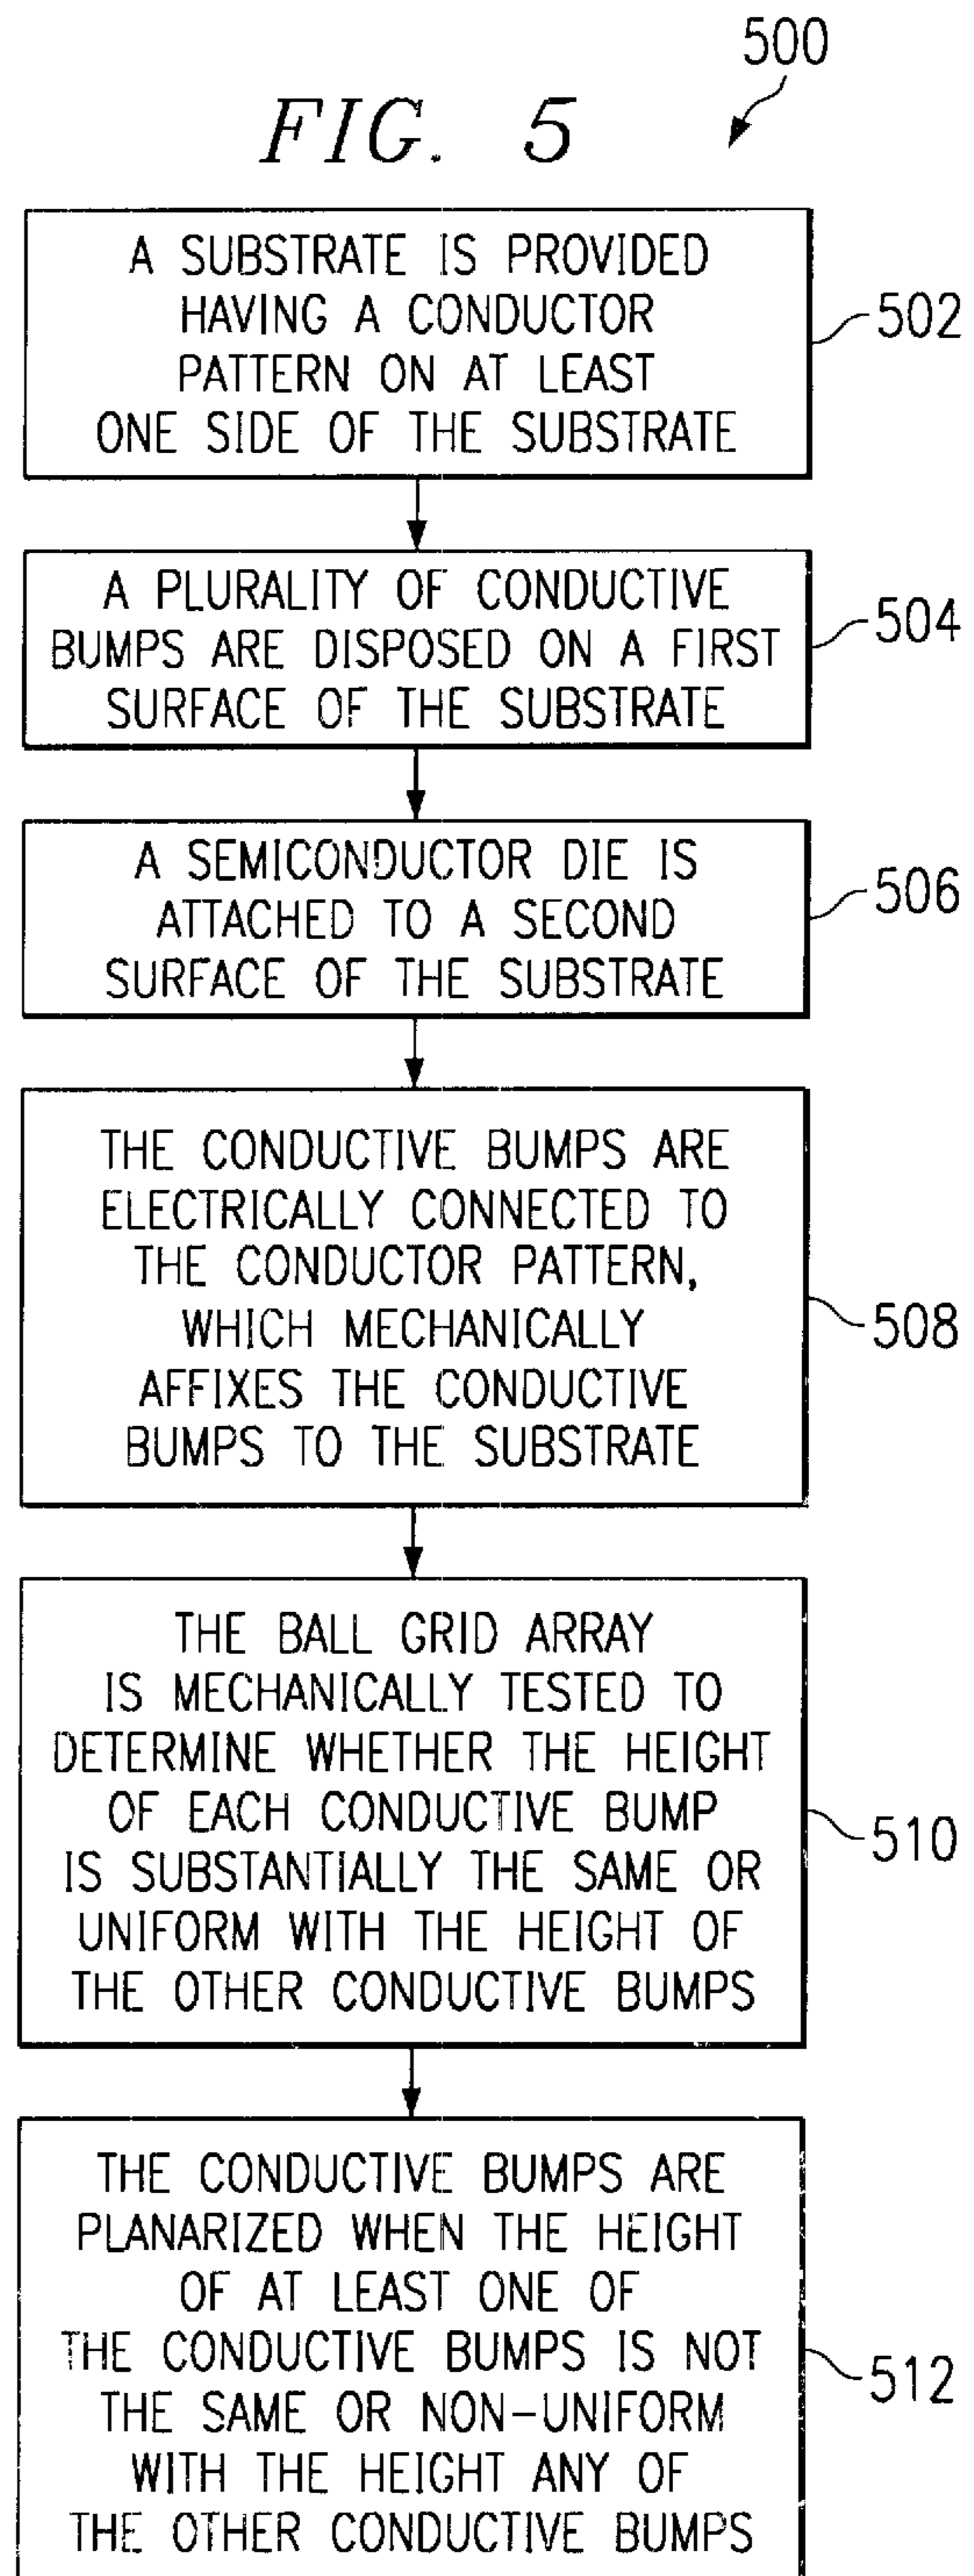 500
FIG. 5
A SUBSTRATE IS PROVIDED
HAVING A CONDUCTOR
PATTERN ON AT LEAST
ONE SIDE OF THE SUBSTRATE
502
A PLURALITY OF CONDUCTIVE
BUMPS ARE DISPOSED ON A FIRST
SURFACE OF THE SUBSTRATE
504
A SEMICONDUCTOR DIE IS
ATTACHED TO A SECOND
SURFACE OF THE SUBSTRATE
506
THE CONDUCTIVE BUMPS ARE
ELECTRICALLY CONNECTED TO
THE CONDUCTOR PATTERN,
WHICH MECHANICALLY
AFFIXES THE CONDUCTIVE
BUMPS TO THE SUBSTRATE
508
THE BALL GRID ARRAY
IS MECHANICALLY TESTED TO
DETERMINE WHETHER THE HEIGHT
OF EACH CONDUCTIVE BUMP
IS SUBSTANTIALLY THE SAME OR
UNIFORM WITH THE HEIGHT OF
THE OTHER CONDUCTIVE BUMPS
510
THE CONDUCTIVE BUMPS ARE
PLANARIZED WHEN THE HEIGHT
OF AT LEAST ONE OF
THE CONDUCTIVE BUMPS IS NOT
THE SAME OR NON-UNIFORM
WITH THE HEIGHT ANY OF
THE OTHER CONDUCTIVE BUMPS
512